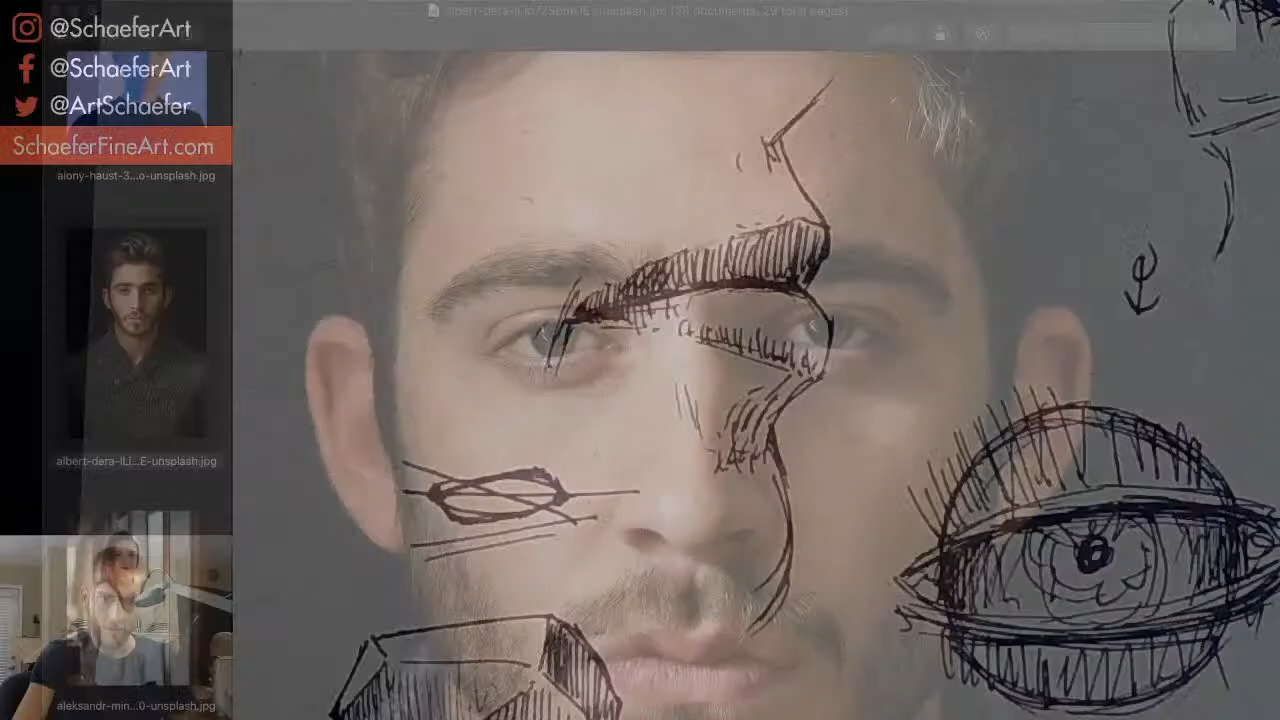 @SchaeferArt
@SchaeferArt
@ArtSchaefer
SchaeferFineArt.com
aiony-haust-3...o-unsplash.jpg
albert-dera-ILi...E-unsplash.jpg
aleksandr-min...0-unsplash.jpg